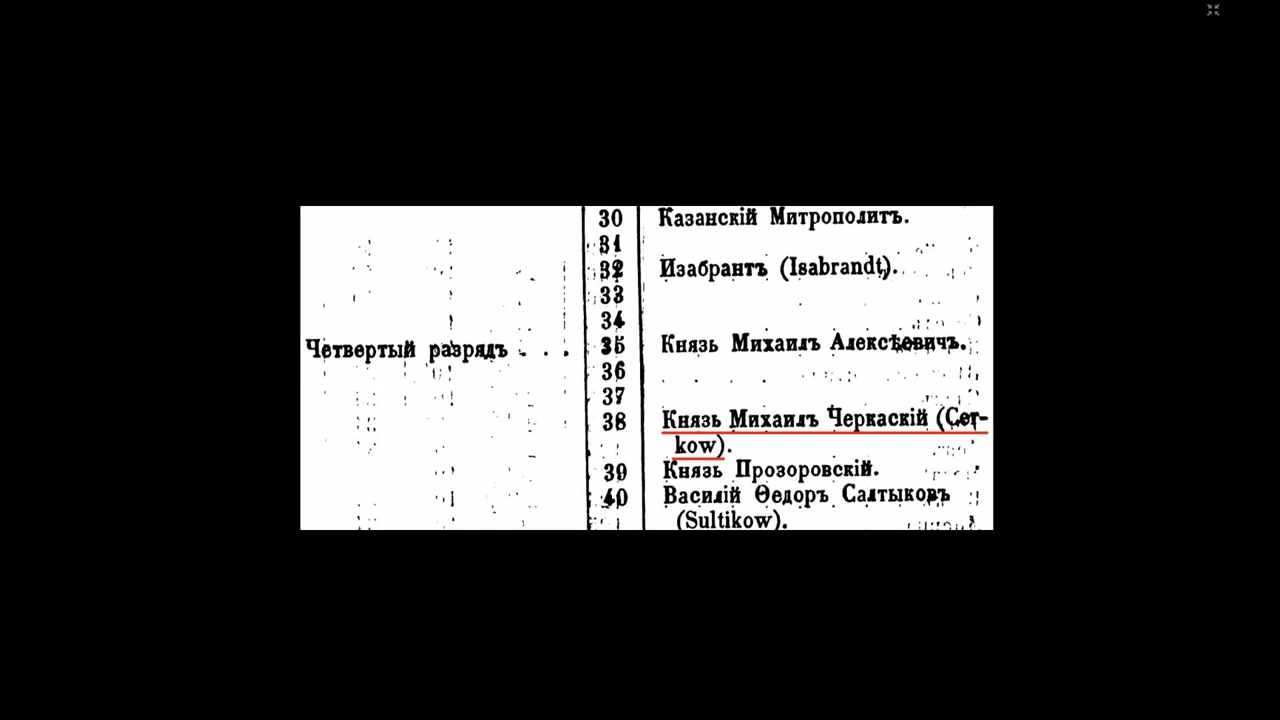 30 Казанскій Митрополитъ.
31
32 Изабрантъ (Isabrandt).
33
34
Четвертый разрядъ . . . 35 Князь Михаилъ Алексѣевичъ.
36
37
38 Князь Михаилъ Черкаскій (Cer-
kow).
39 Князь Прозоровскій.
40 Василій Ѳедоръ Салтыковъ
(Sultikow).